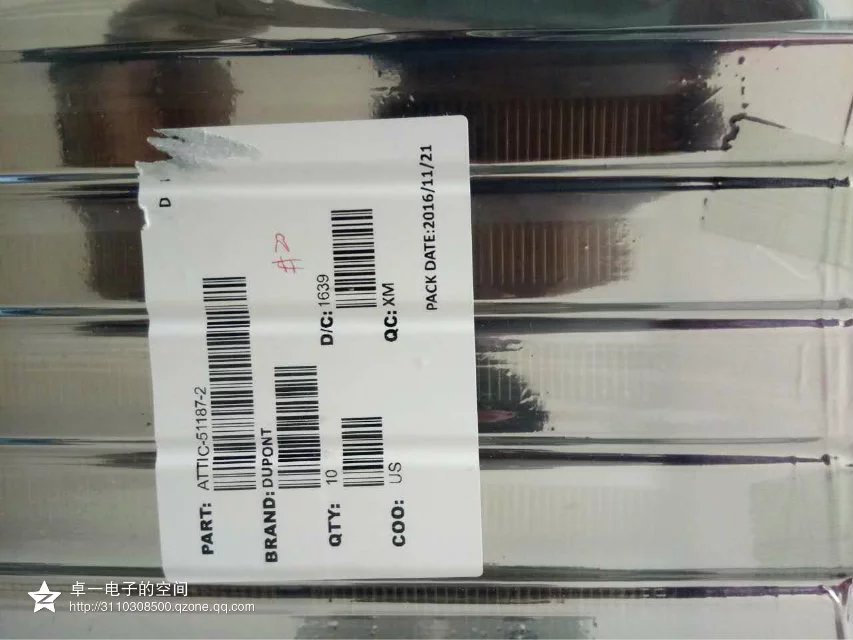 D
PART: ATTIC-51187-2
BRAND: DUPONT
#2
QTY: 10
D/C: 1639
COO: US
QC: XM
PACK DATE:2016/11/21
卓一电子的空间
http://3110308500.qzone.qq.com